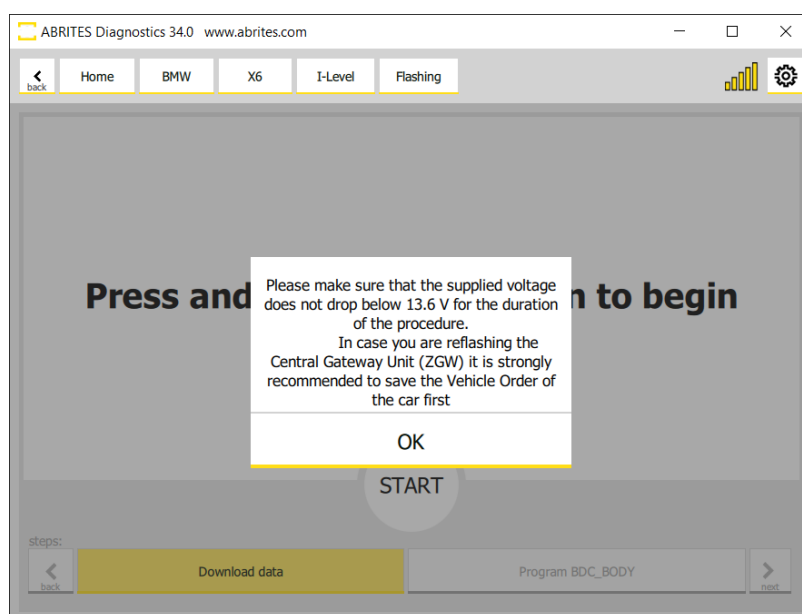 ABRITES Diagnostics 34.0 www.abrites.com
back
Home
BMW
X6
I-Level
Flashing
Press and
n to begin
Please make sure that the supplied voltage
does not drop below 13.6 V for the duration
of the procedure.
In case you are reflashing the
Central Gateway Unit (ZGW) it is strongly
recommended to save the Vehicle Order of
the car first
OK
START
steps:
back
Download data
Program BDC_BODY
next